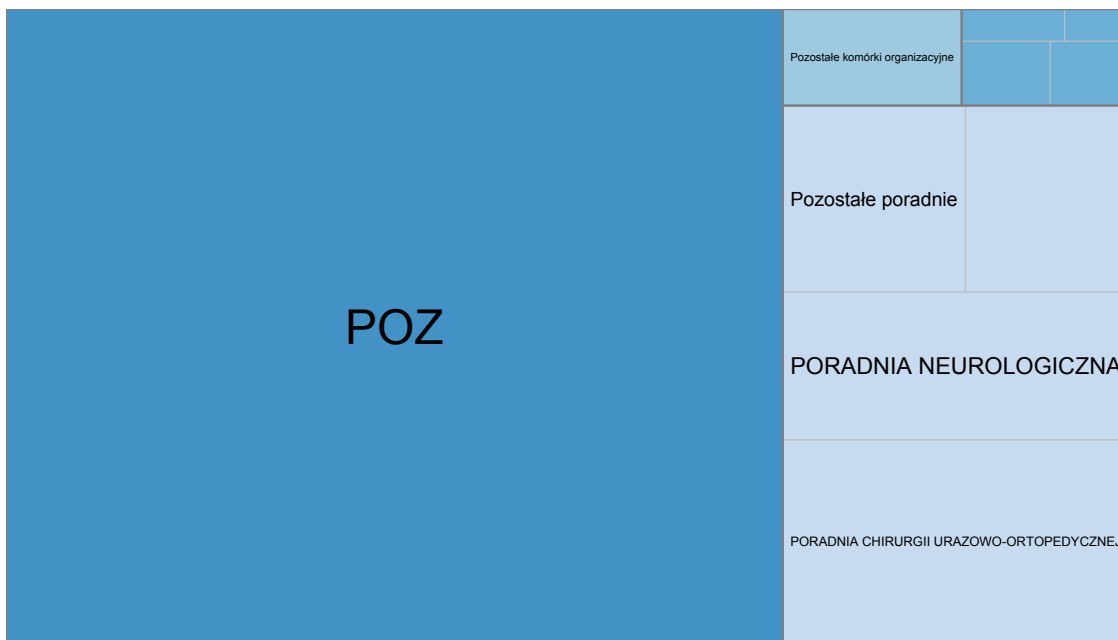 Pozostałe komórki organizacyjne
Pozostałe poradnie
POZ
PORADNIA NEUROLOGICZNA
PORADNIA CHIRURGII URAZOWO-ORTOPEDYCZNEJ